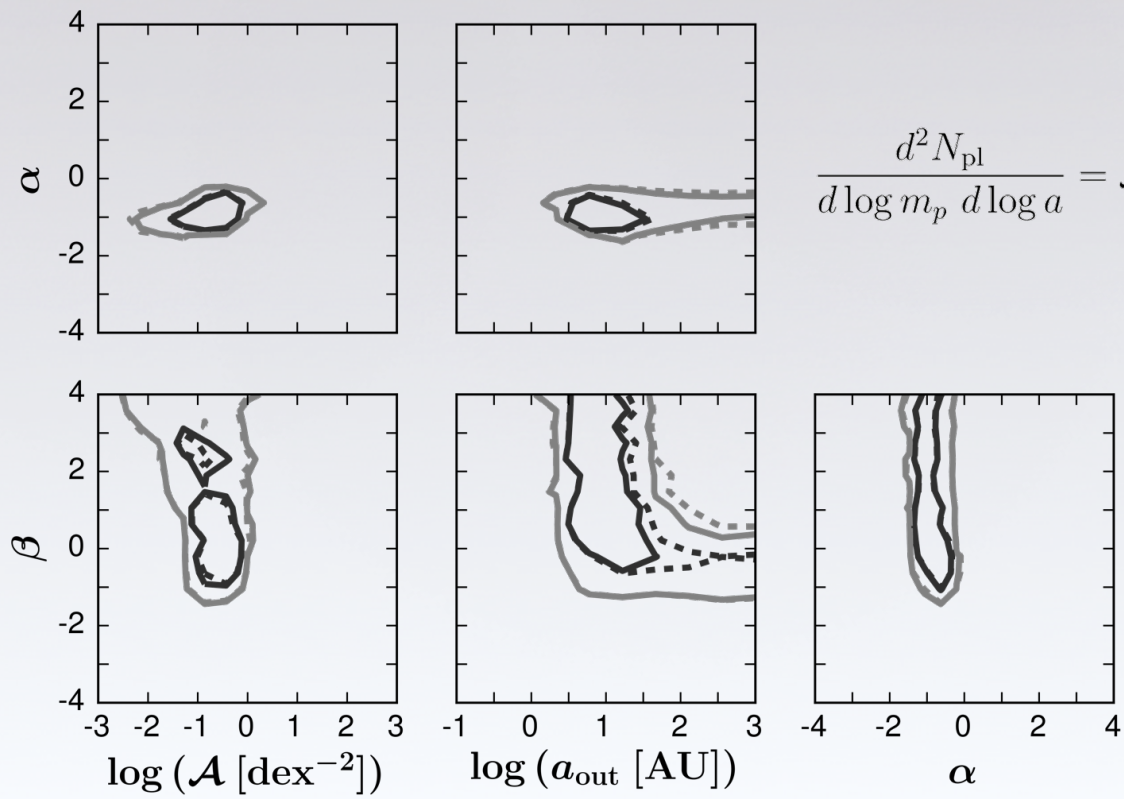 4
2
0
-2
-4
α
d²N_pl
d log m_p d log a
=
4
2
0
-2
-4
β
-3 -2 -1 0 1 2 3
log (𝒜 [dex⁻²])
-1 0 1 2 3
log (a_out [AU])
-4 -2 0 2 4
α